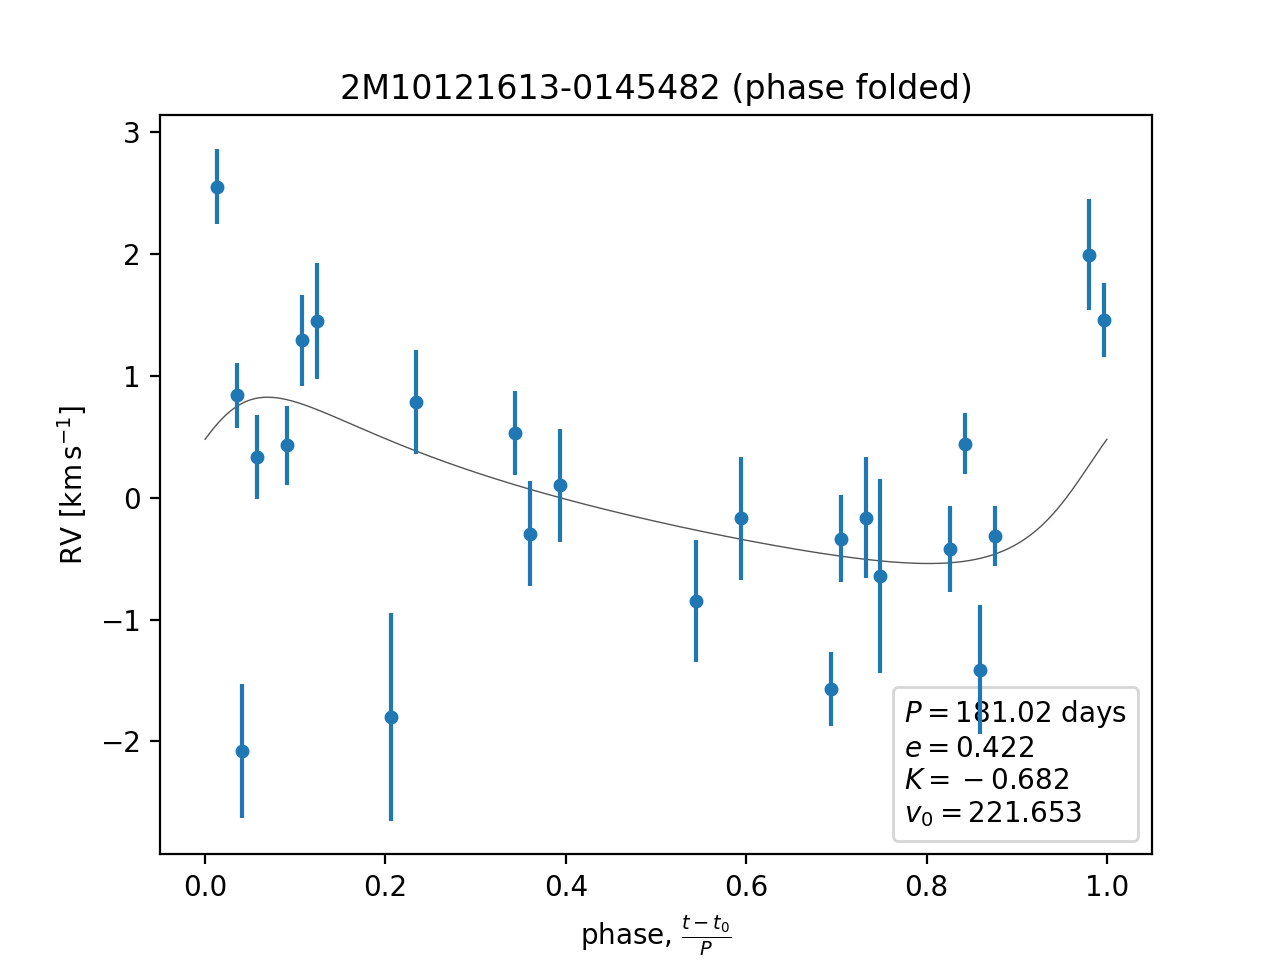 2M10121613-0145482 (phase folded)
3
2
1
0
−1
−2
RV [km s⁻¹]
0.0 0.2 0.4 0.6 0.8 1.0
phase, (t − t₀)/P
P = 181.02 days
e = 0.422
K = −0.682
v₀ = 221.653